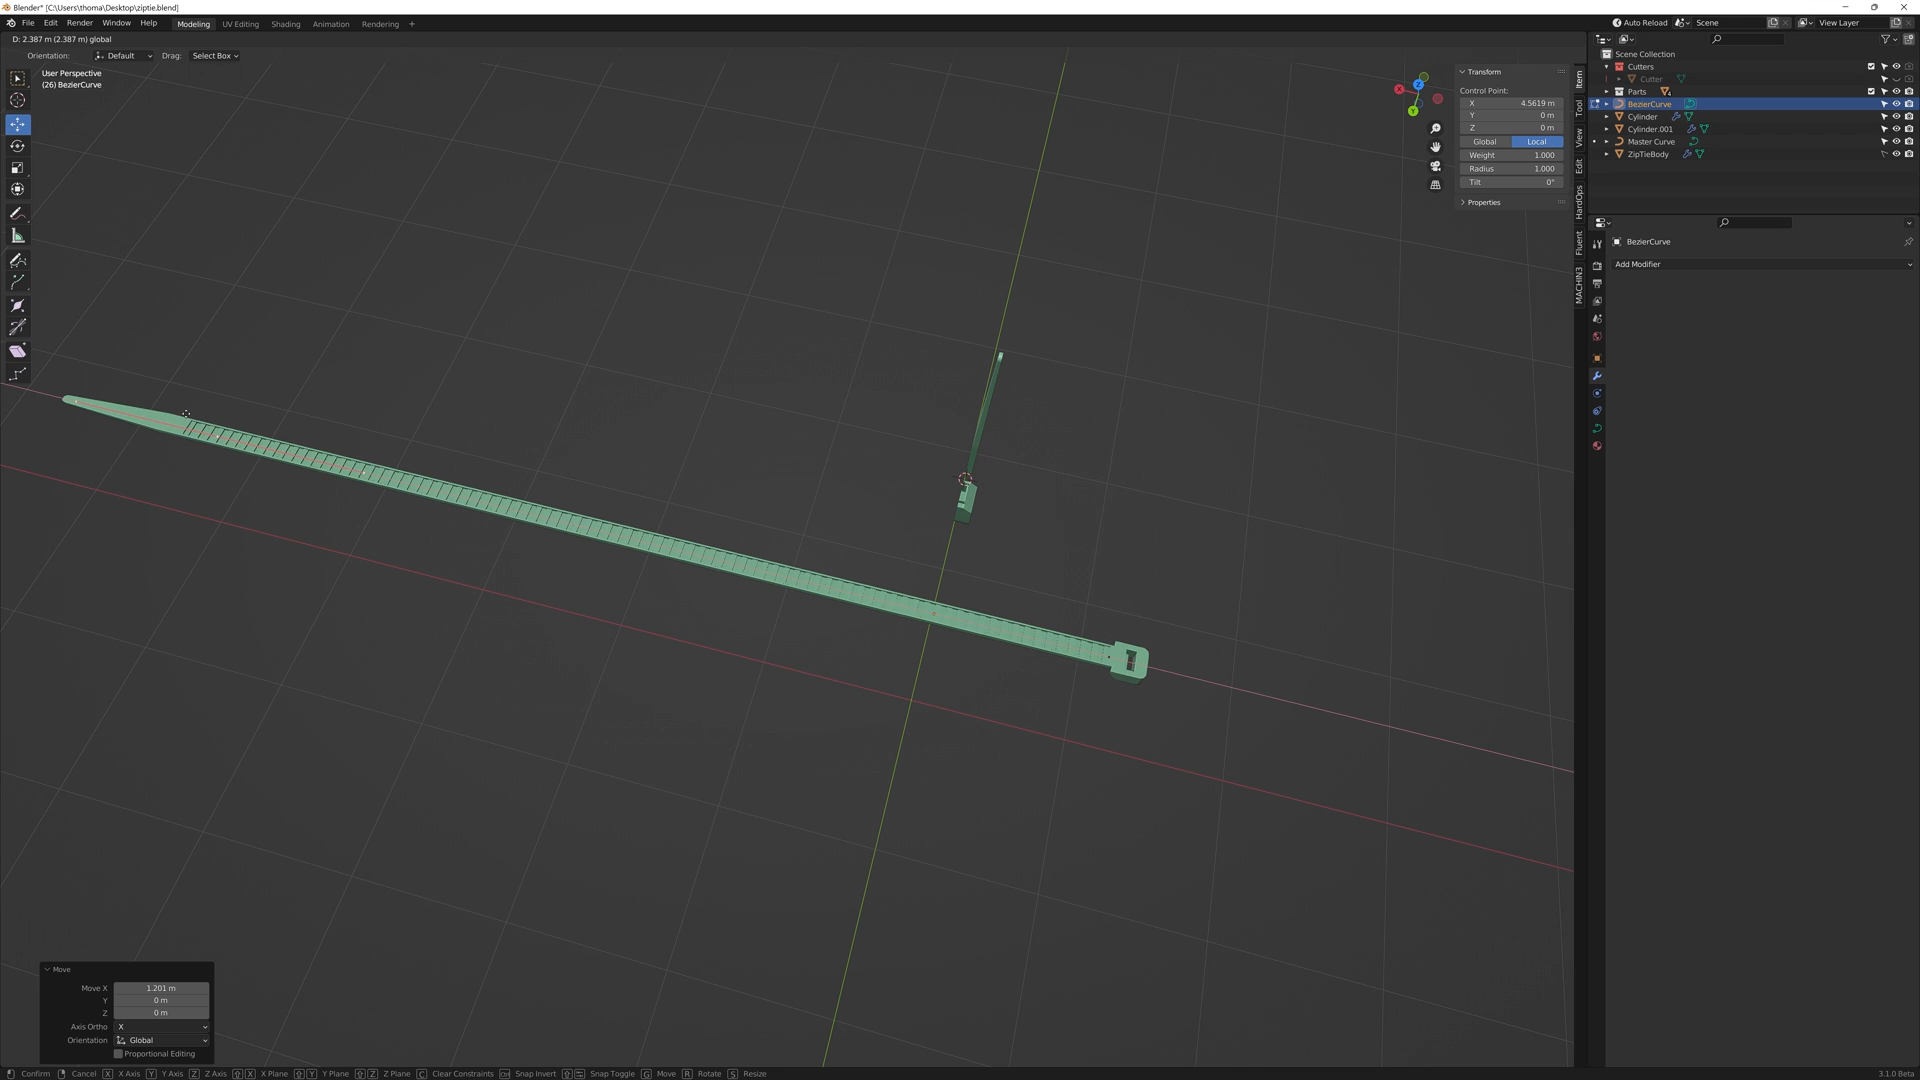 Blender* [C:\Users\thoma\Desktop\ziptie.blend]
File Edit Render Window Help Modeling UV Editing Shading Animation Rendering + Auto Reload Scene View Layer
D: 2.387 m (2.387 m) global
Orientation: Default Drag: Select Box
User Perspective
(26) BezierCurve
Transform
Control Point:
X 4.5619 m
Y 0 m
Z 0 m
Global Local
Weight 1.000
Radius 1.000
Tilt 0°
Properties
Item
Tool
View
Edit
HardOps
Fluent
MACHIN3
X
Y
Z
Scene Collection
Cutters
Cutter
Parts 4
BezierCurve
Cylinder
Cylinder.001
Master Curve
ZipTieBody
BezierCurve
Add Modifier
Move
Move X 1.201 m
Y 0 m
Z 0 m
Axis Ortho X
Orientation Global
Proportional Editing
Confirm Cancel X X Axis Y Y Axis Z Z Axis X X Plane Y Y Plane Z Z Plane C Clear Constraints Snap Invert Snap Toggle G Move R Rotate S Resize 3.1.0 Beta